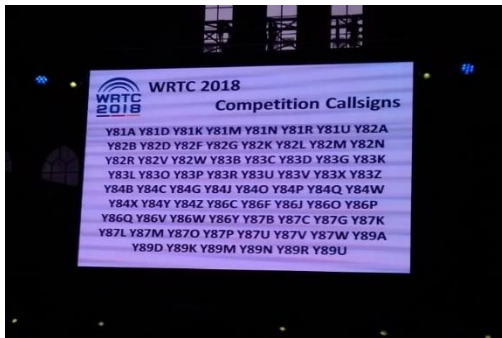 WRTC
2018
WRTC 2018
Competition Callsigns
Y81A Y81D Y81K Y81M Y81N Y81R Y81U Y82A
Y82B Y82D Y82F Y82G Y82K Y82L Y82M Y82N
Y82R Y82V Y82W Y83B Y83C Y83D Y83G Y83K
Y83L Y83O Y83P Y83R Y83U Y83V Y83X Y83Z
Y84B Y84C Y84G Y84J Y84O Y84P Y84Q Y84W
Y84X Y84Y Y84Z Y86C Y86F Y86J Y86O Y86P
Y86Q Y86V Y86W Y86Y Y87B Y87C Y87G Y87K
Y87L Y87M Y87O Y87P Y87U Y87V Y87W Y89A
Y89D Y89K Y89M Y89N Y89R Y89U